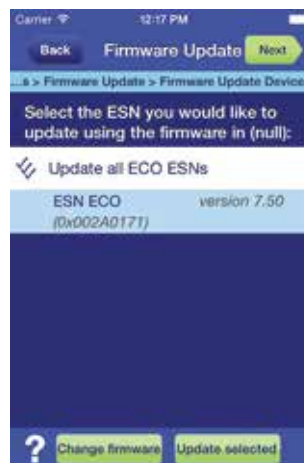 Carrier 12:17 PM
Back Firmware Update Next
...s > Firmware Update > Firmware Update Device
Select the ESN you would like to
update using the firmware in (null):
Update all ECO ESNs
ESN ECO version 7.50
(0x002A0171)
? Change firmware Update selected